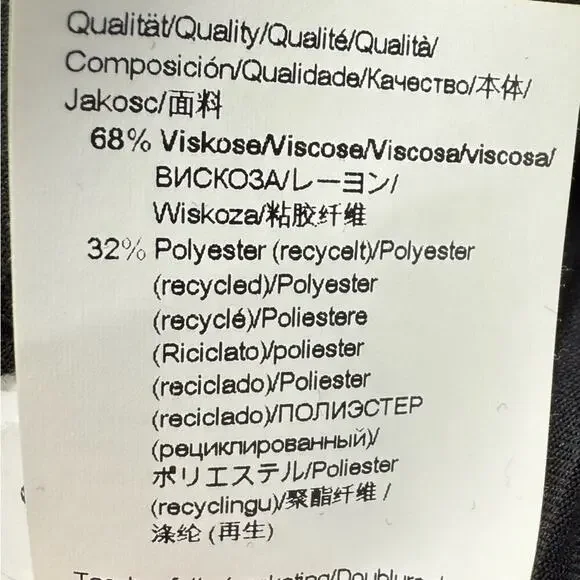 Qualität/Quality/Qualité/Qualità/
Composición/Qualidade/Качество/本体/
Jakosc/面料
68% Viskose/Viscose/Viscosa/viscosa/
ВИСКОЗА/レーヨン/
Wiskoza/粘胶纤维
32% Polyester (recycelt)/Polyester
(recycled)/Polyester
(recyclé)/Poliestere
(Riciclato)/poliester
(reciclado)/Poliester
(reciclado)/ПОЛИЭСТЕР
(рециклированный)/
ポリエステル/Poliester
(recyclingu)/聚酯纤维 /
涤纶 (再生)